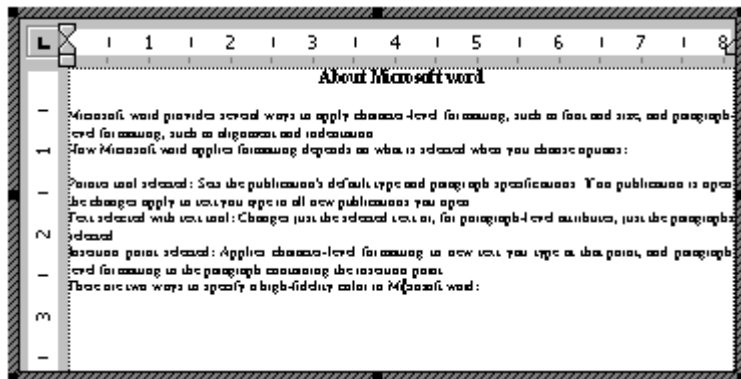 1 2 3 4 5 6 7 8
About Microsoft word
Microsoft word provides several ways to apply character-level formatting, such as font and size, and paragraph-
level formatting, such as alignment and indentation
How Microsoft word applies formatting depends on what is selected when you choose options:
Pointer tool selected: Sets the publication's default type and paragraph specifications. If no publication is open
the changes apply to text you type in all new publications you open
Text selected with text tool: Changes just the selected text or, for paragraph-level attributes, just the paragraphs
selected
Insertion point selected: Applies character-level formatting to new text you type at that point, and paragraph-
level formatting to the paragraph containing the insertion point
There are two ways to specify a high-fidelity color in Microsoft word:
1
2
3